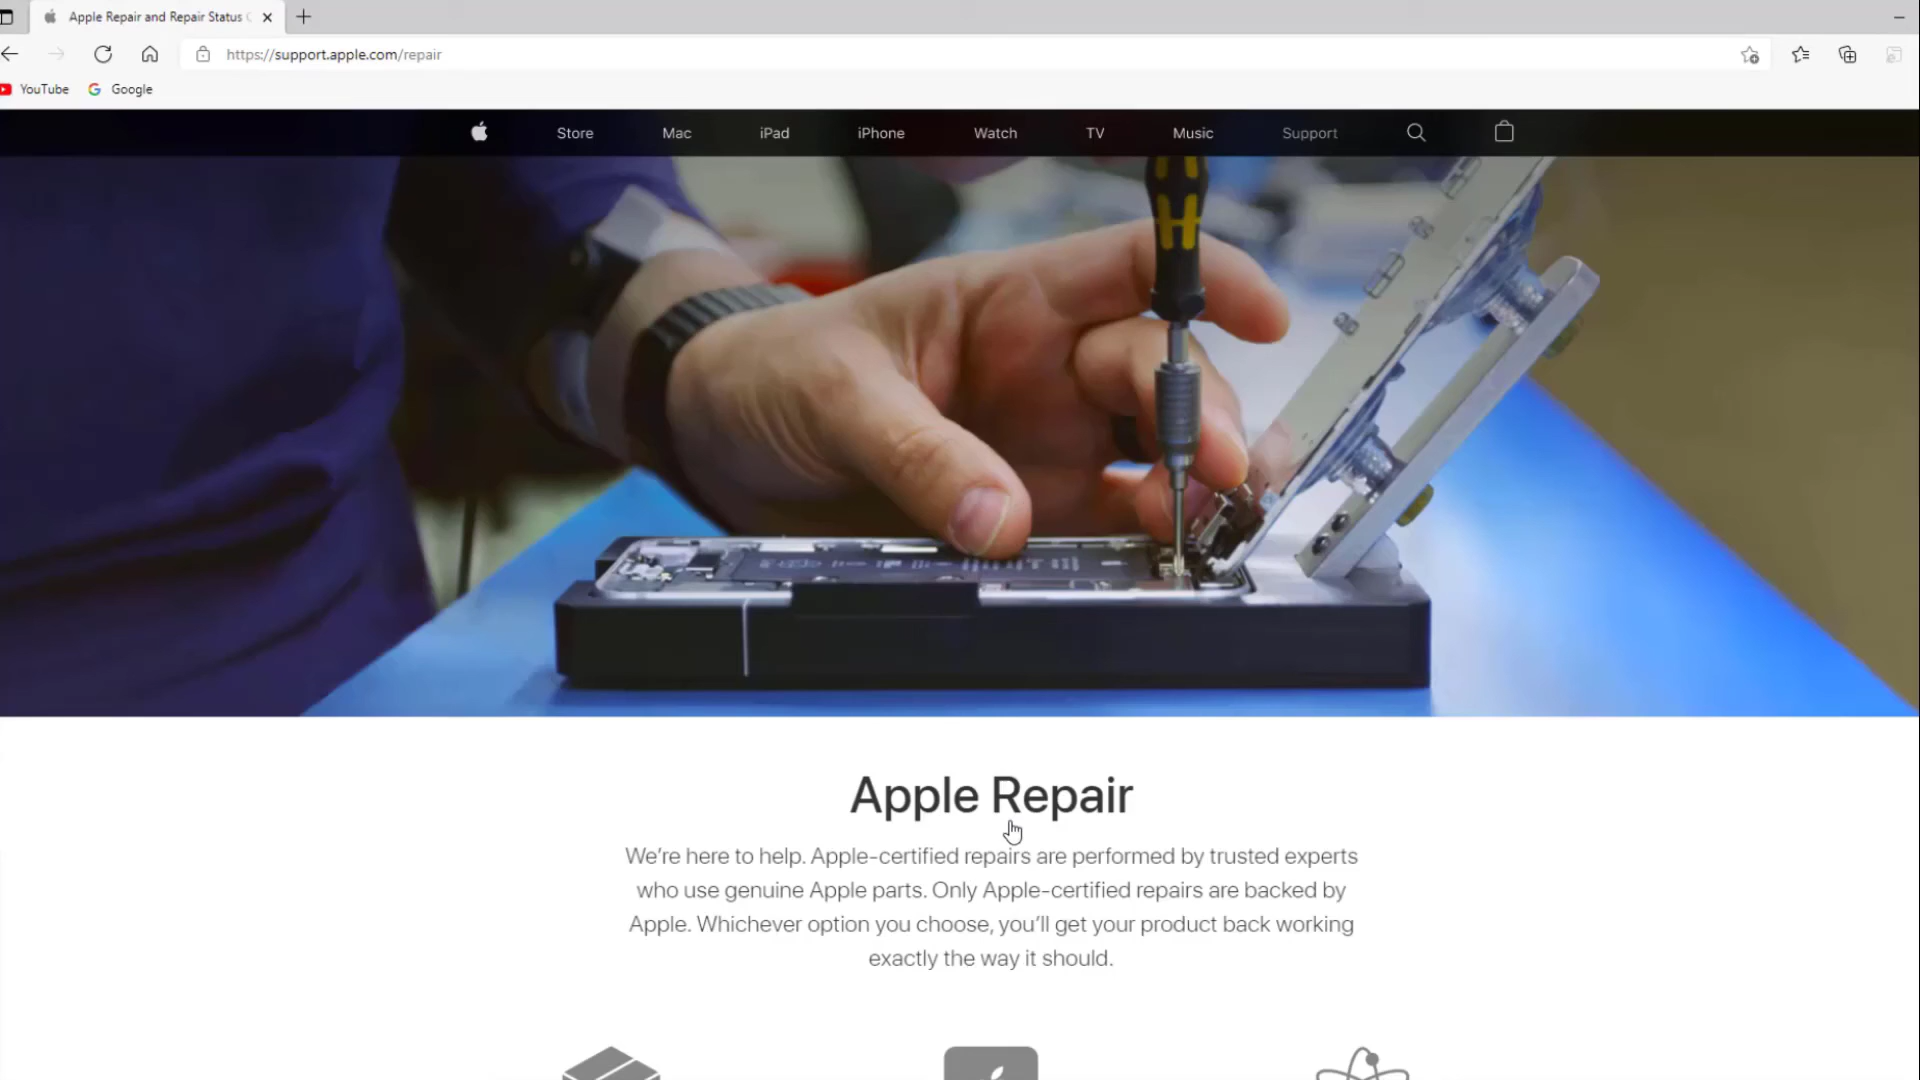 Apple Repair and Repair Status
https://support.apple.com/repair
YouTube Google
Store Mac iPad iPhone Watch TV Music Support
Apple Repair
We’re here to help. Apple-certified repairs are performed by trusted experts
who use genuine Apple parts. Only Apple-certified repairs are backed by
Apple. Whichever option you choose, you’ll get your product back working
exactly the way it should.